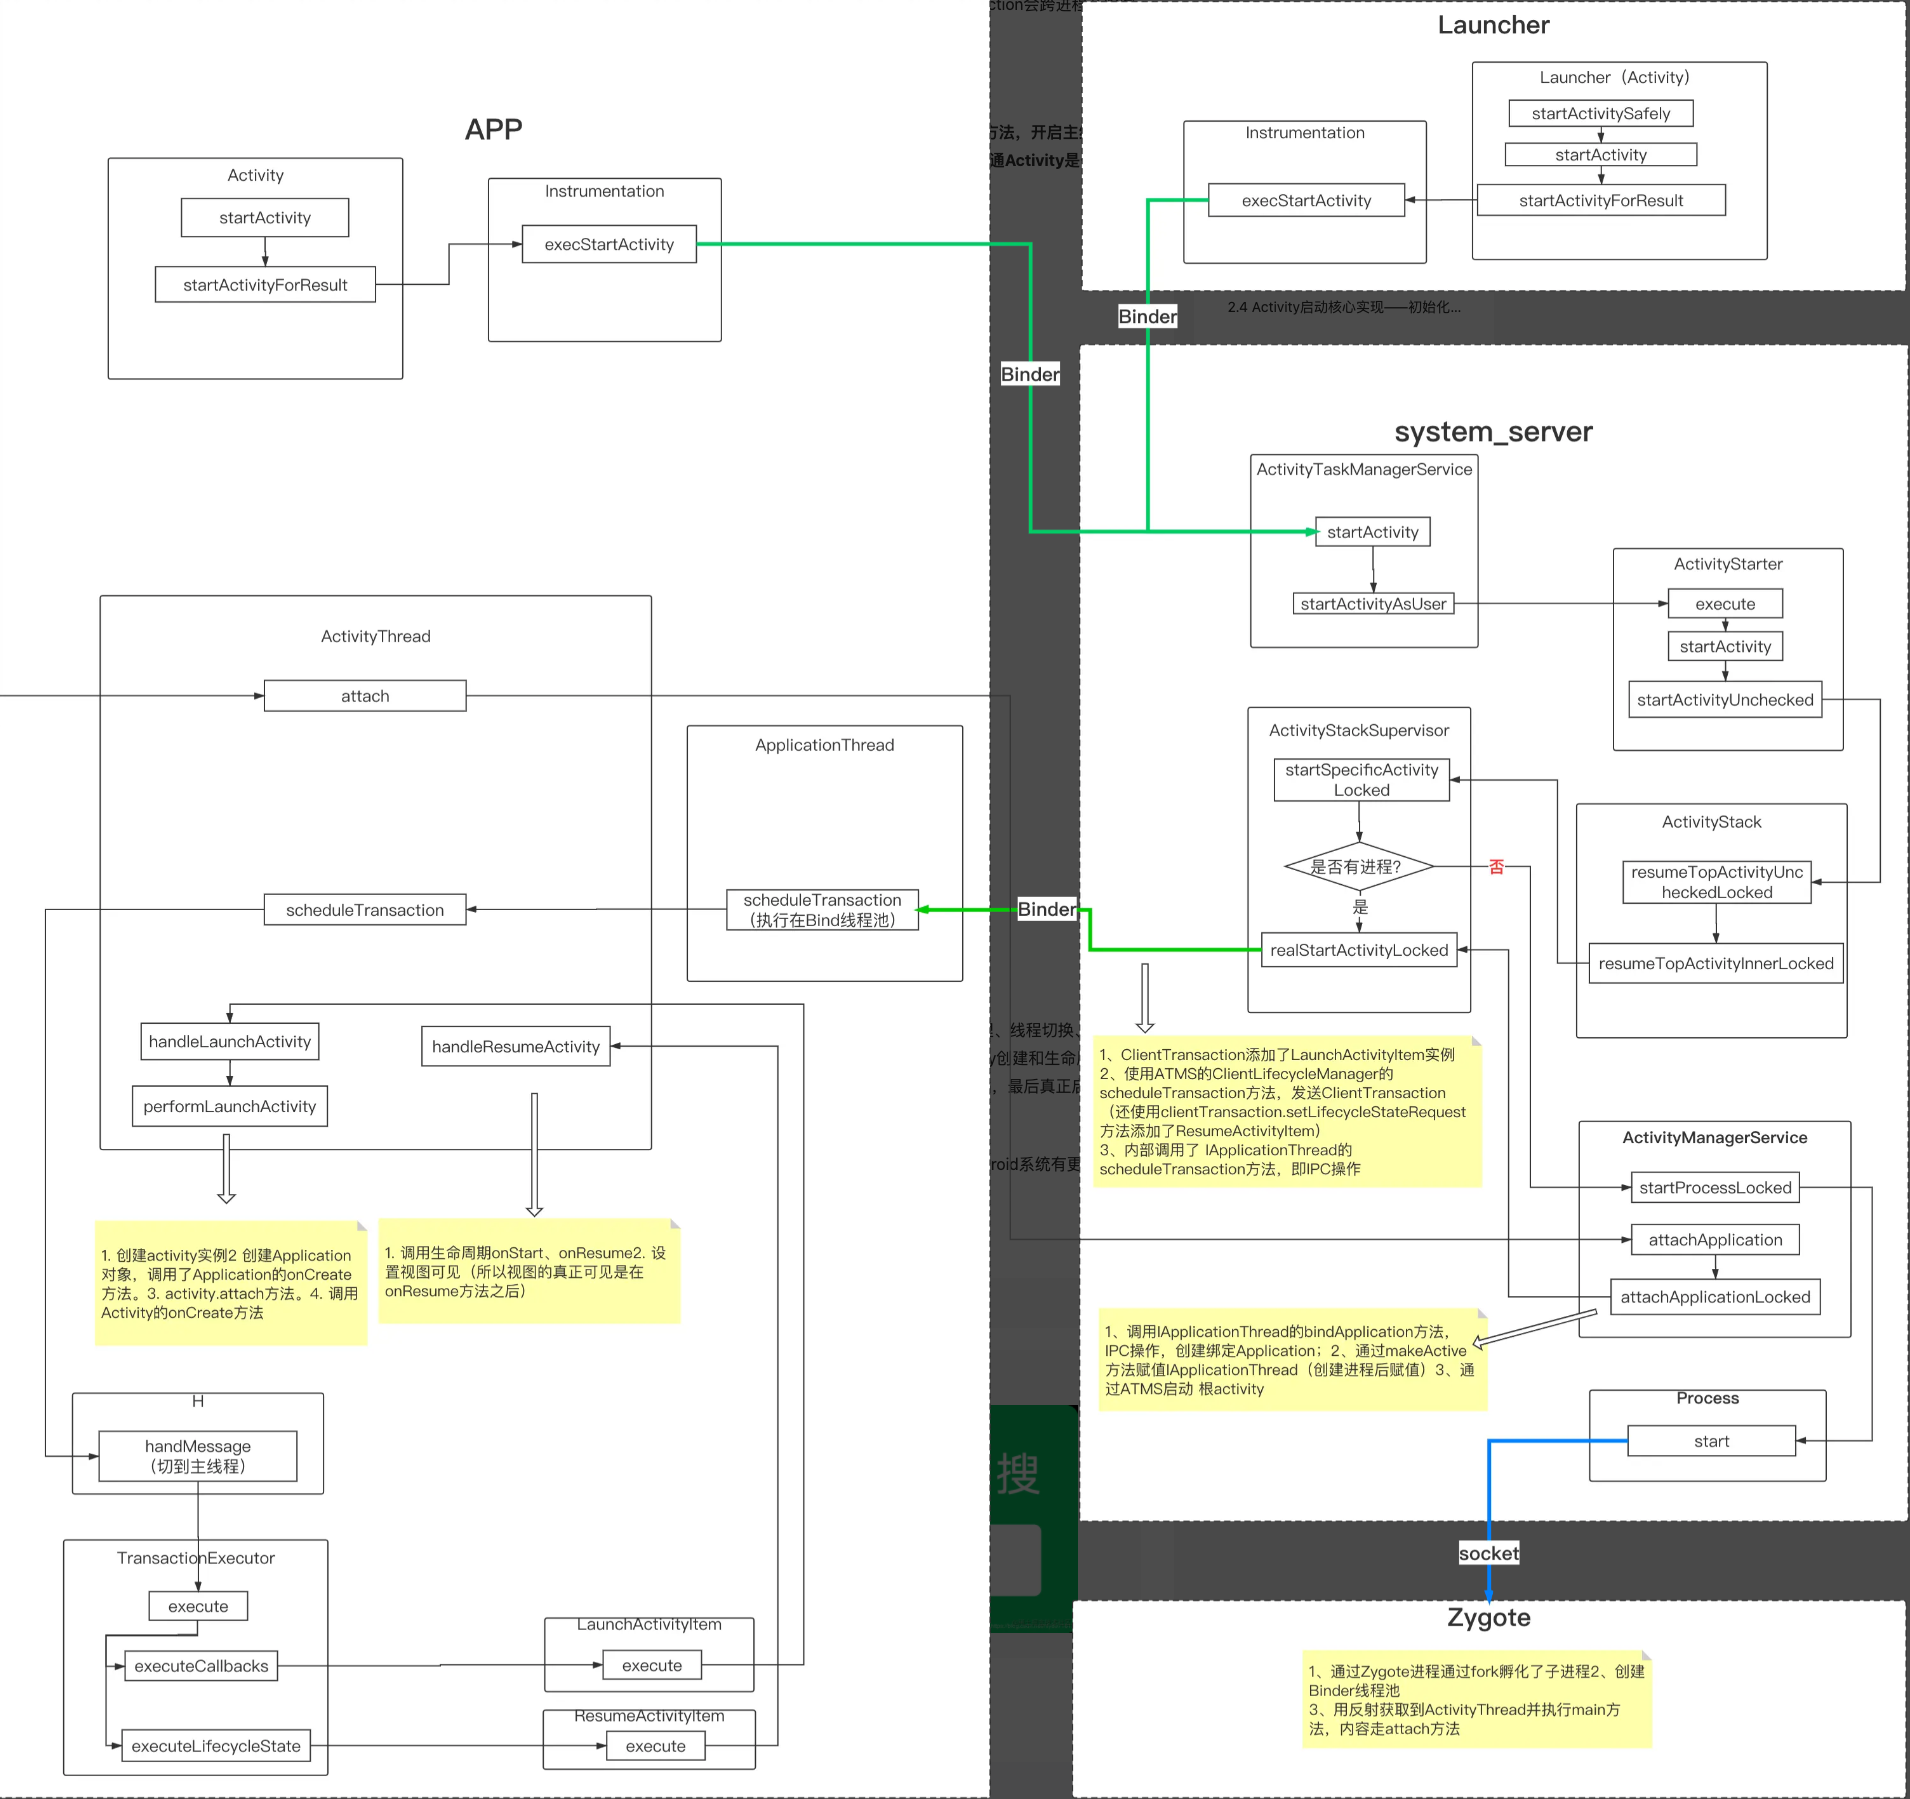 APP
Activity
startActivity
startActivityForResult
Instrumentation
execStartActivity
Binder
ction会跨进
方法，开启主
通Activity是
Launcher
Launcher（Activity）
startActivitySafely
startActivity
startActivityForResult
Instrumentation
execStartActivity
Binder
2.4 Activity启动核心实现——初始化...
system_server
ActivityTaskManagerService
startActivity
startActivityAsUser
ActivityStarter
execute
startActivity
startActivityUnchecked
ActivityStackSupervisor
startSpecificActivity
Locked
是否有进程?
否
是
realStartActivityLocked
ActivityStack
resumeTopActivityUnc
heckedLocked
resumeTopActivityInnerLocked
ActivityThread
attach
scheduleTransaction
ApplicationThread
scheduleTransaction
（执行在Bind线程池）
Binder
handleLaunchActivity
performLaunchActivity
handleResumeActivity
、线程切换、
y创建和生命
，最后真正
roid系统有更
1、ClientTransaction添加了LaunchActivityItem实例
2、使用ATMS的ClientLifecycleManager的
scheduleTransaction方法，发送ClientTransaction
（还使用clientTransaction.setLifecycleStateRequest
方法添加了ResumeActivityItem）
3、内部调用了 IApplicationThread的
scheduleTransaction方法，即IPC操作
ActivityManagerService
startProcessLocked
attachApplication
attachApplicationLocked
1. 创建activity实例2 创建Application
对象，调用了Application的onCreate
方法。3. activity.attach方法。4. 调用
Activity的onCreate方法
1. 调用生命周期onStart、onResume2. 设
置视图可见（所以视图的真正可见是在
onResume方法之后）
1、调用IApplicationThread的bindApplication方法，
IPC操作，创建绑定Application；2、通过makeActive
方法赋值IApplicationThread（创建进程后赋值）3、通
过ATMS启动 根activity
Process
start
H
handMessage
（切到主线程）
搜
socket
TransactionExecutor
execute
executeCallbacks
executeLifecycleState
LaunchActivityItem
execute
ResumeActivityItem
execute
Zygote
1、通过Zygote进程通过fork孵化了子进程2、创建
Binder线程池
3、用反射获取到ActivityThread并执行main方
法，内容走attach方法